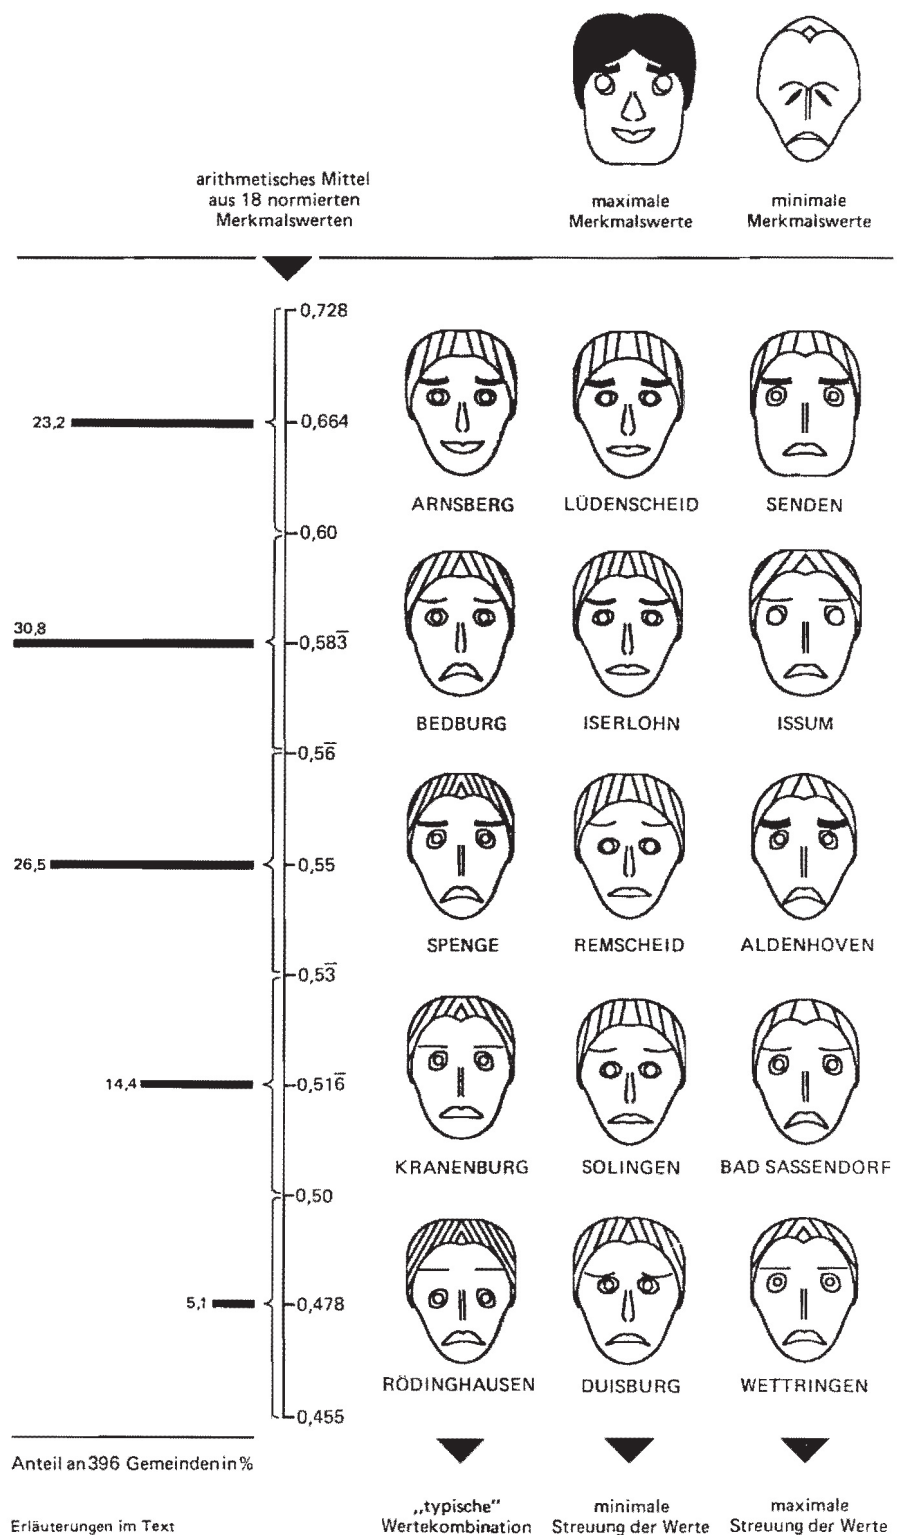 arithmetisches Mittel
aus 18 normierten
Merkmalswerten
maximale
Merkmalswerte
minimale
Merkmalswerte
0,728
23,2
0,664
ARNSBERG
LÜDENSCHEID
SENDEN
0,60
30,8
0,583̅
BEDBURG
ISERLOHN
ISSUM
0,56̅
26,5
0,55
SPENGE
REMSCHEID
ALDENHOVEN
0,53̅
14,4
0,516̅
KRANENBURG
SOLINGEN
BAD SASSENDORF
0,50
5,1
0,478
RÖDINGHAUSEN
DUISBURG
WETTRINGEN
0,455
Anteil an 396 Gemeinden in %
„typische"
Wertekombination
minimale
Streuung der Werte
maximale
Streuung der Werte
Erläuterungen im Text